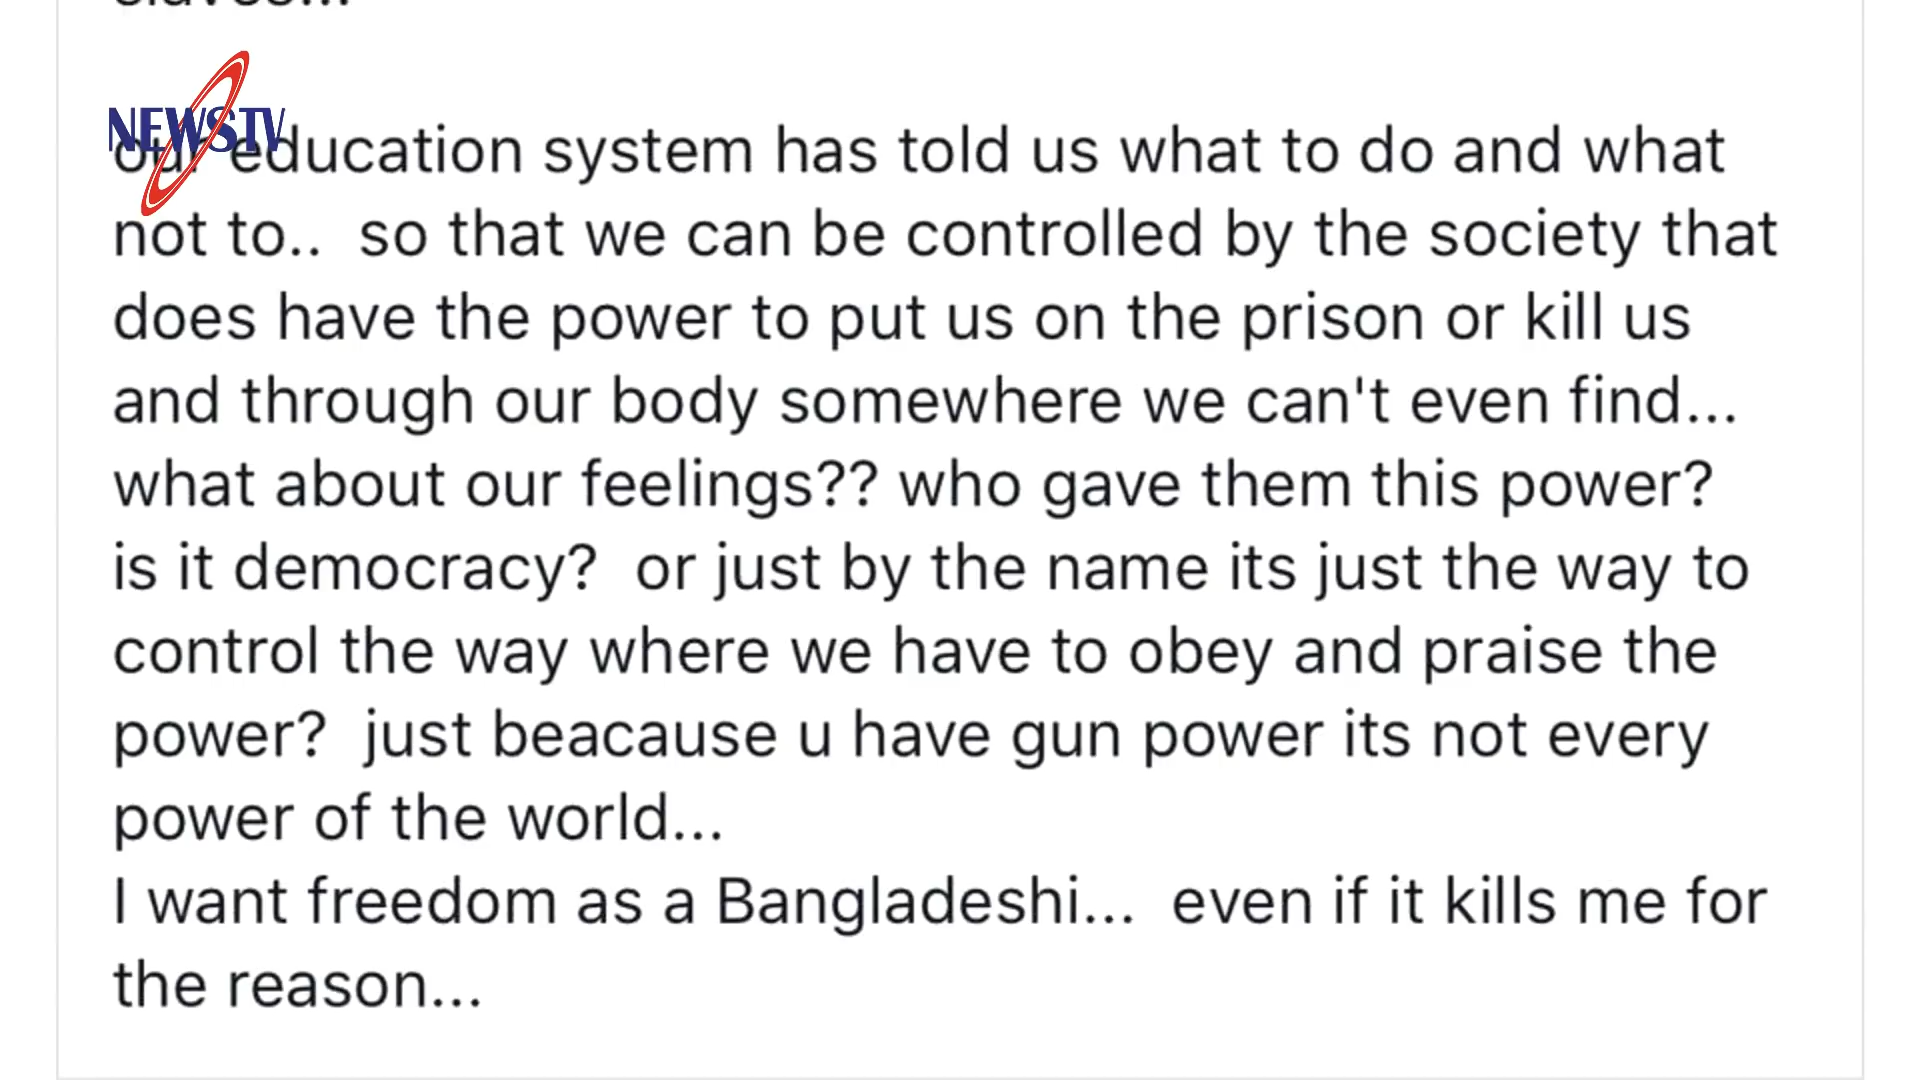 slaves...
NEWSTV
our education system has told us what to do and what
not to..  so that we can be controlled by the society that
does have the power to put us on the prison or kill us
and through our body somewhere we can't even find...
what about our feelings?? who gave them this power?
is it democracy?  or just by the name its just the way to
control the way where we have to obey and praise the
power?  just beacause u have gun power its not every
power of the world...
I want freedom as a Bangladeshi...  even if it kills me for
the reason...